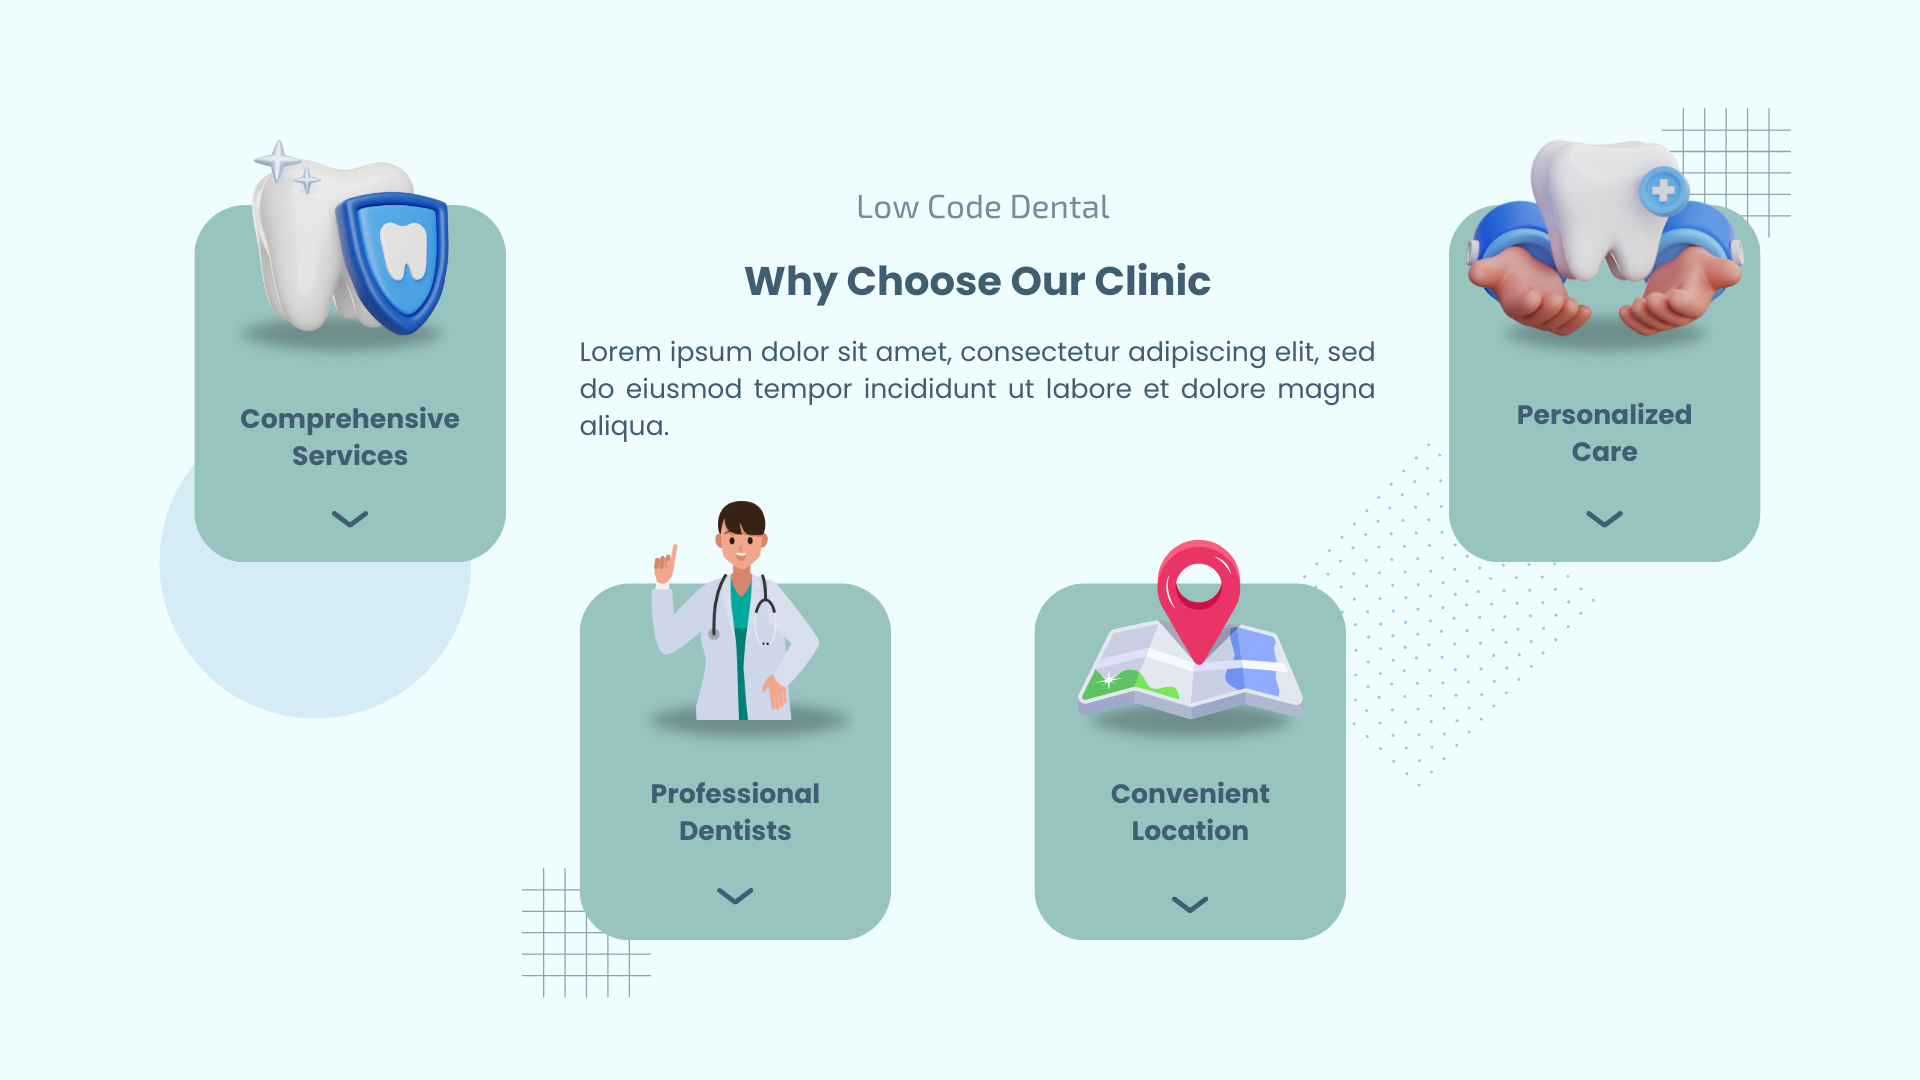 Low Code Dental
Why Choose Our Clinic
Lorem ipsum dolor sit amet, consectetur adipiscing elit, sed
do eiusmod tempor incididunt ut labore et dolore magna
aliqua.
Comprehensive
Services
Professional
Dentists
Convenient
Location
Personalized
Care